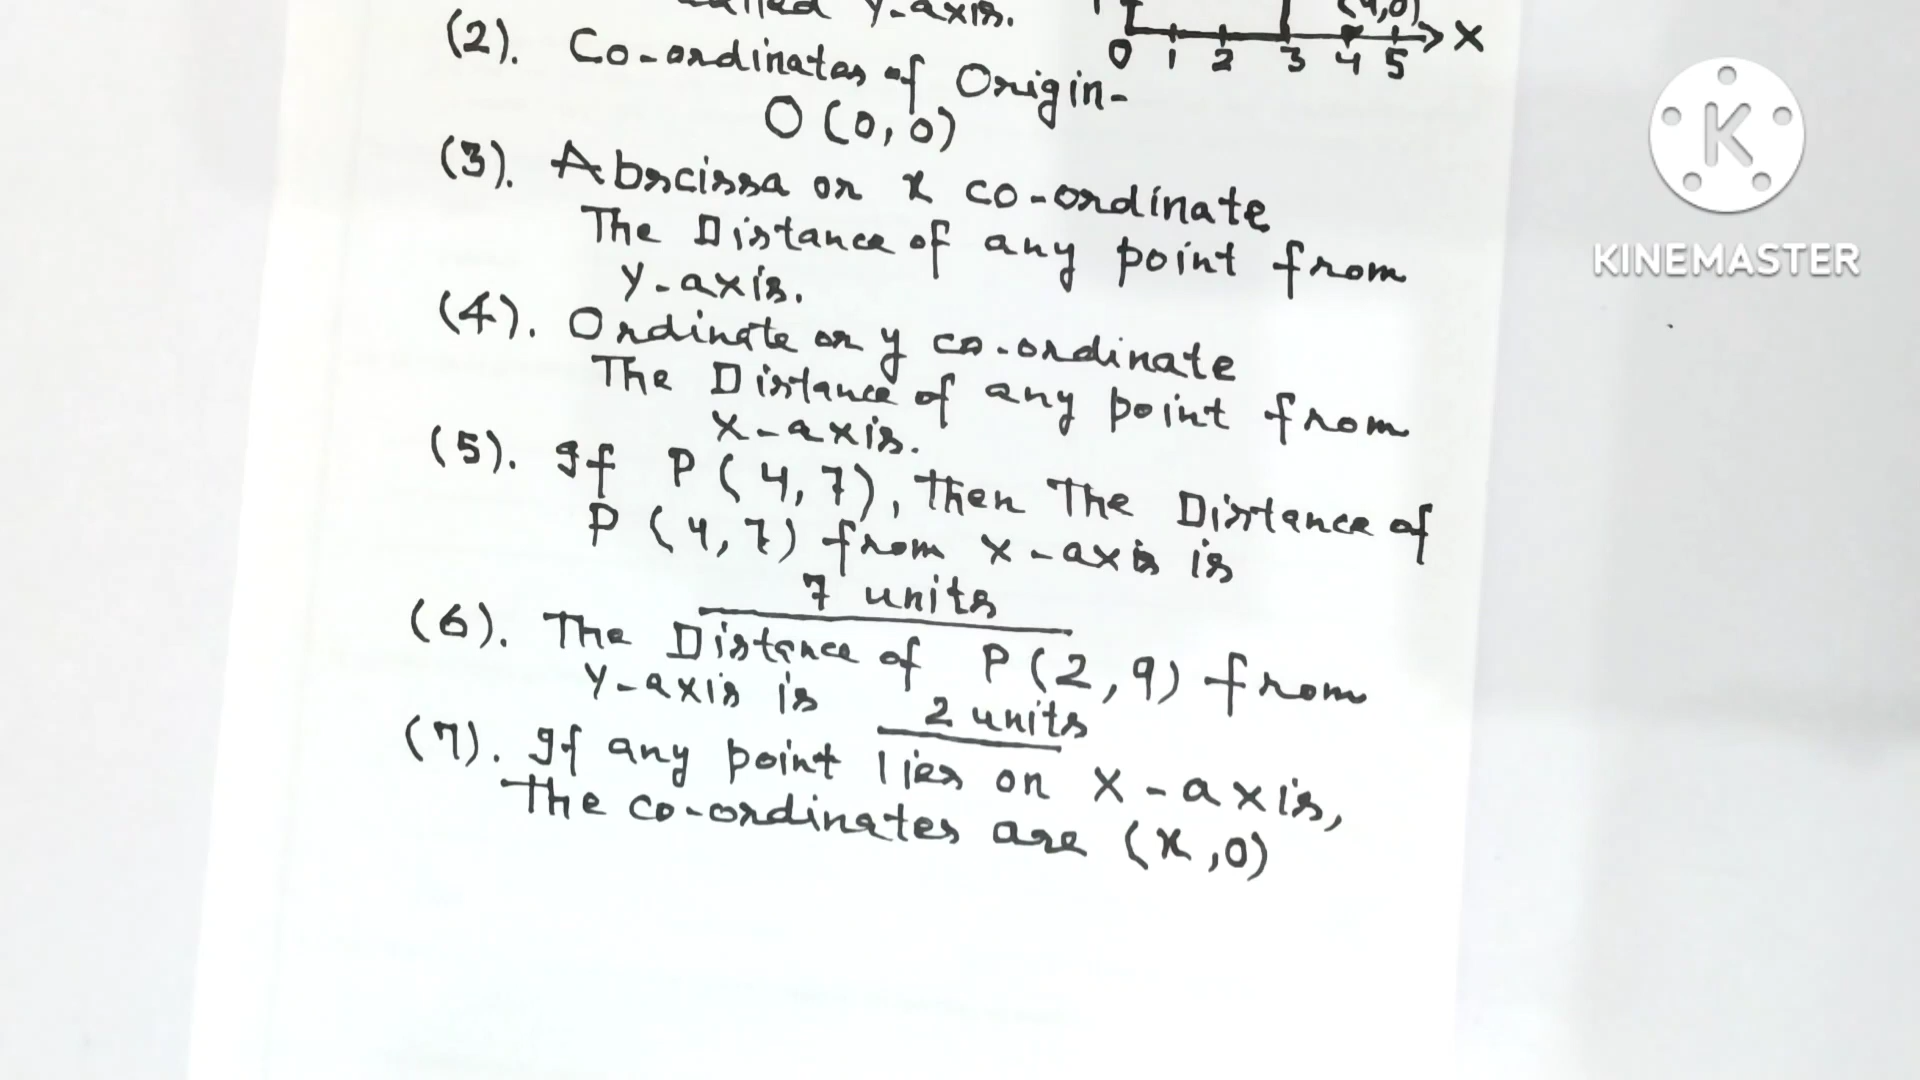 called Y-axis.
(4,0)
X
0 1 2 3 4 5
(2). Co-ordinates of Origin-
O (0,0)
(3). Abscissa or x co-ordinate
The Distance of any point from
Y-axis.
(4). Ordinate or y co-ordinate
The Distance of any point from
X-axis.
(5). If P (4,7), then The Distance of
P (4,7) from X-axis is
7 units
(6). The Distance of P(2,9) from
Y-axis is 2 units
(7). If any point lies on X-axis,
The co-ordinates are (x,0)
K
KINEMASTER